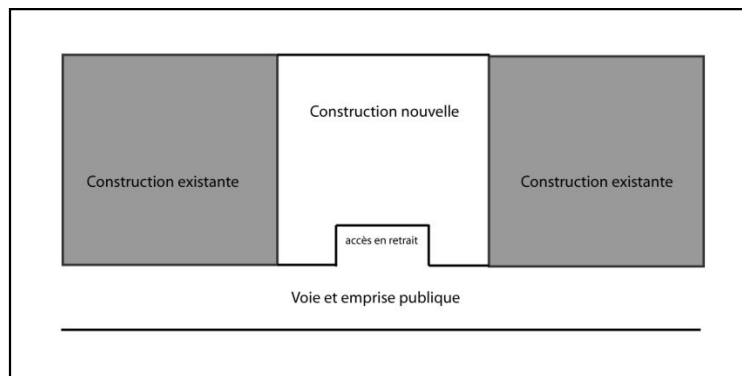 Construction nouvelle
Construction existante
Construction existante
accès en retrait
Voie et emprise publique